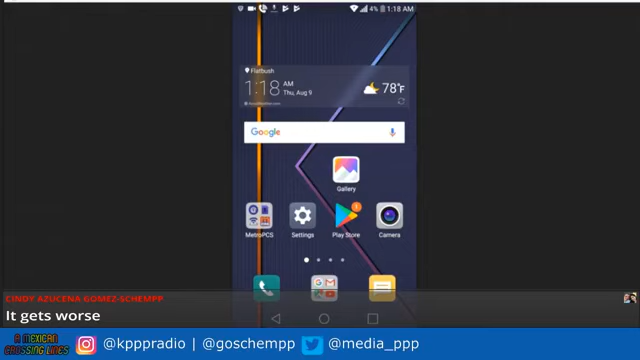 4% 1:18 AM
Flatbush
1:18 AM
Thu, Aug 9
78°F
Google
Gallery
1
MetroPCS
Settings
Play Store
Camera
CINDY AZUCENA GOMEZ-SCHEMPP
It gets worse
A MEXICAN
CROSSING LINES
@kpppradio | @goschempp
@media_ppp